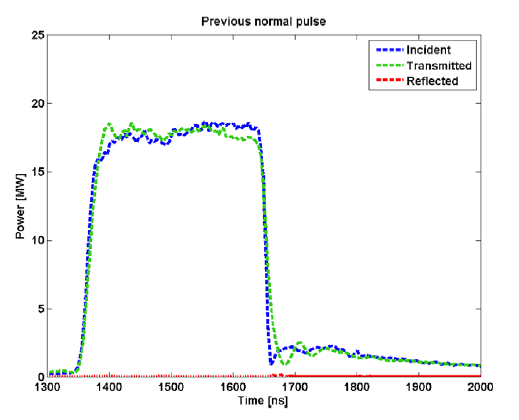 Previous normal pulse
25
20
15
10
5
0
Power [MW]
Incident
Transmitted
Reflected
1300 1400 1500 1600 1700 1800 1900 2000
Time [ns]